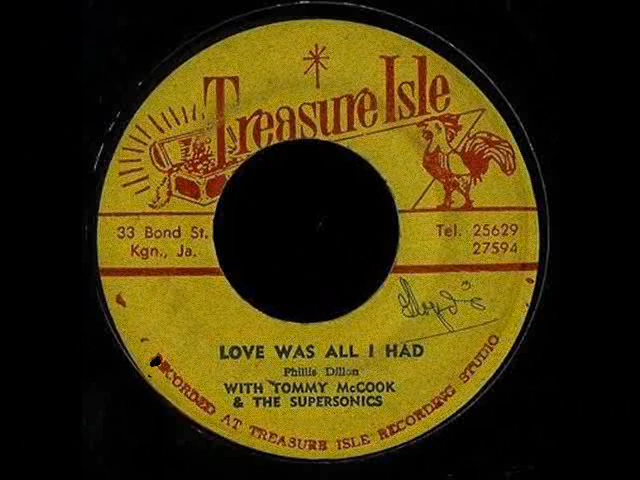 Treasure Isle
33 Bond St.
Kgn., Ja.
Tel. 25629
27594
LOVE WAS ALL I HAD
Phillis Dillon
WITH TOMMY McCOOK
& THE SUPERSONICS
RECORDED AT TREASURE ISLE RECORDING STUDIO